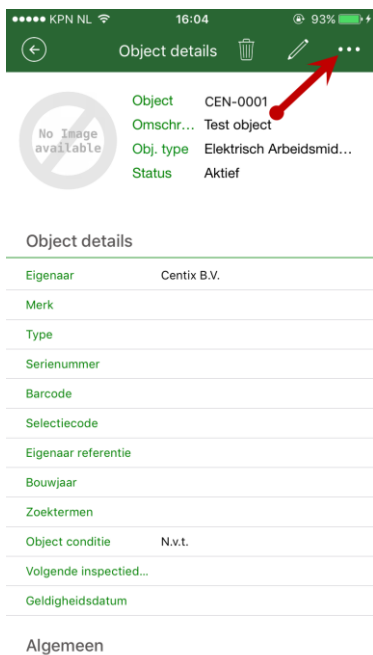 KPN NL 16:04 93%
Object details
No Image
available
Object CEN-0001
Omschr... Test object
Obj. type Elektrisch Arbeidsmid...
Status Aktief
Object details
Eigenaar Centix B.V.
Merk
Type
Serienummer
Barcode
Selectiecode
Eigenaar referentie
Bouwjaar
Zoektermen
Object conditie N.v.t.
Volgende inspectied...
Geldigheidsdatum
Algemeen